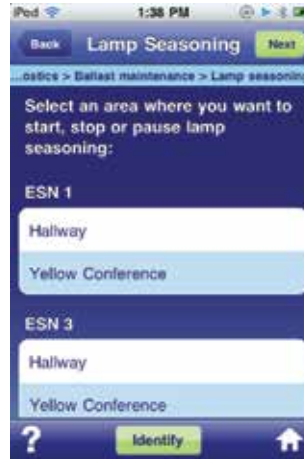 iPod 1:38 PM
Back Lamp Seasoning Next
...ostics > Ballast maintenance > Lamp seasoning
Select an area where you want to
start, stop or pause lamp
seasoning:
ESN 1
Hallway
Yellow Conference
ESN 3
Hallway
Yellow Conference
? Identify